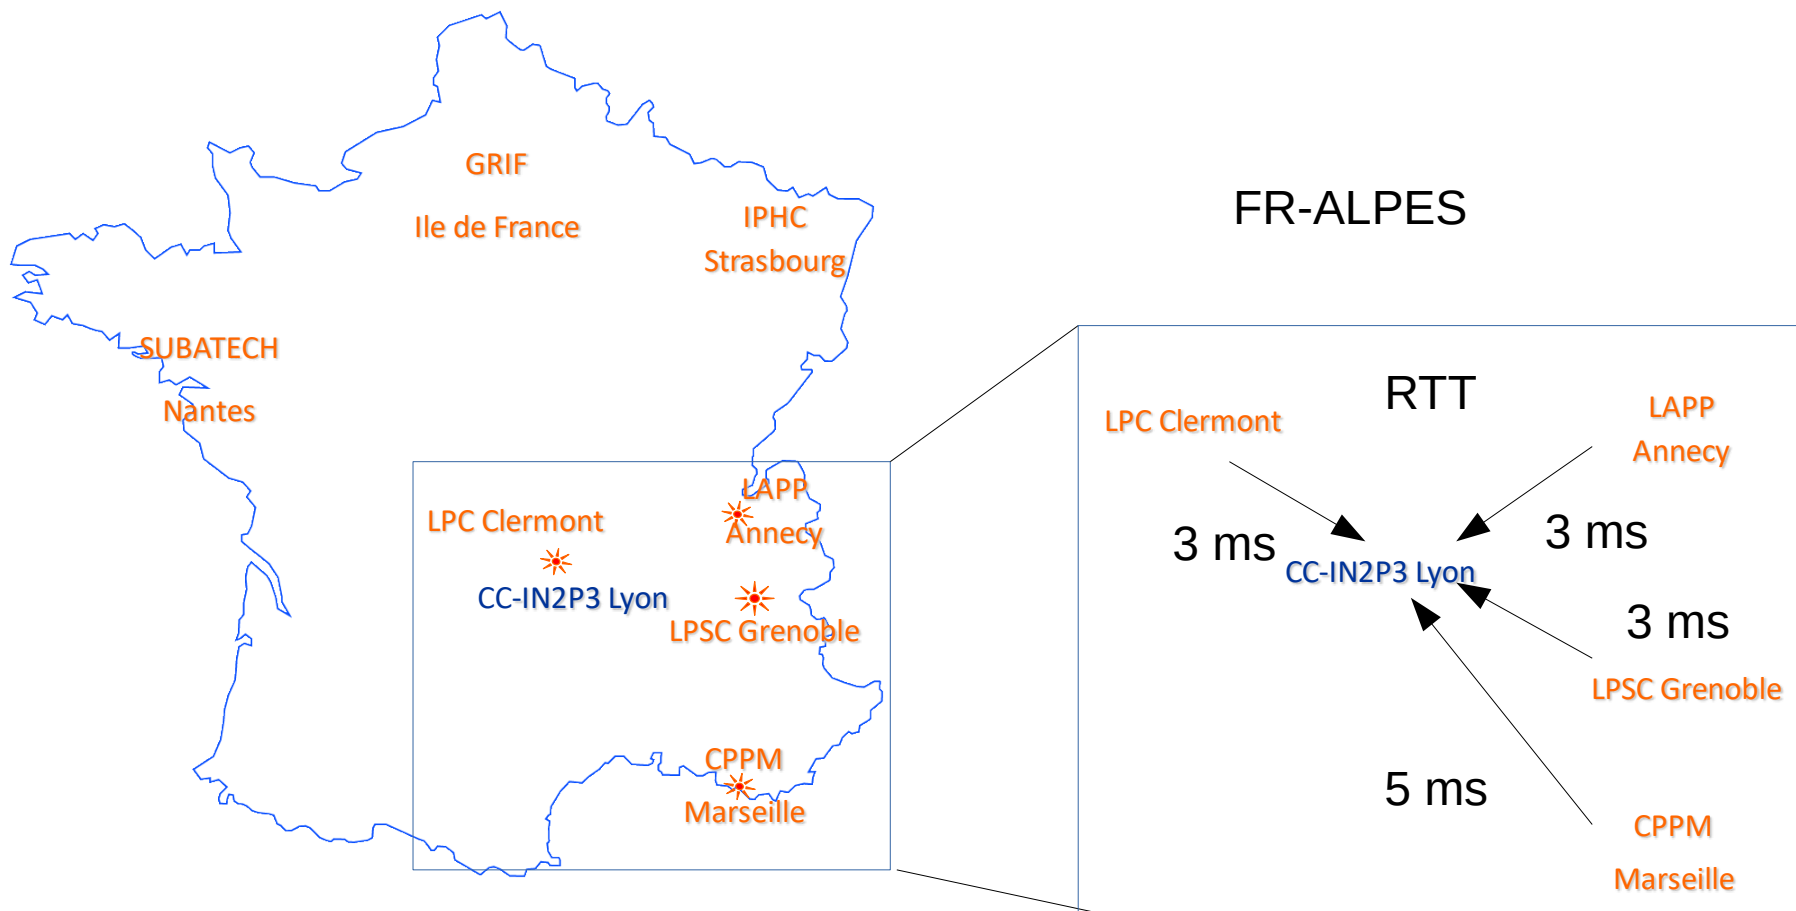 GRIF
Ile de France
IPHC
Strasbourg
SUBATECH
Nantes
LAPP
Annecy
LPC Clermont
CC-IN2P3 Lyon
LPSC Grenoble
CPPM
Marseille
FR-ALPES
RTT
LPC Clermont
LAPP
Annecy
3 ms
3 ms
CC-IN2P3 Lyon
3 ms
LPSC Grenoble
5 ms
CPPM
Marseille